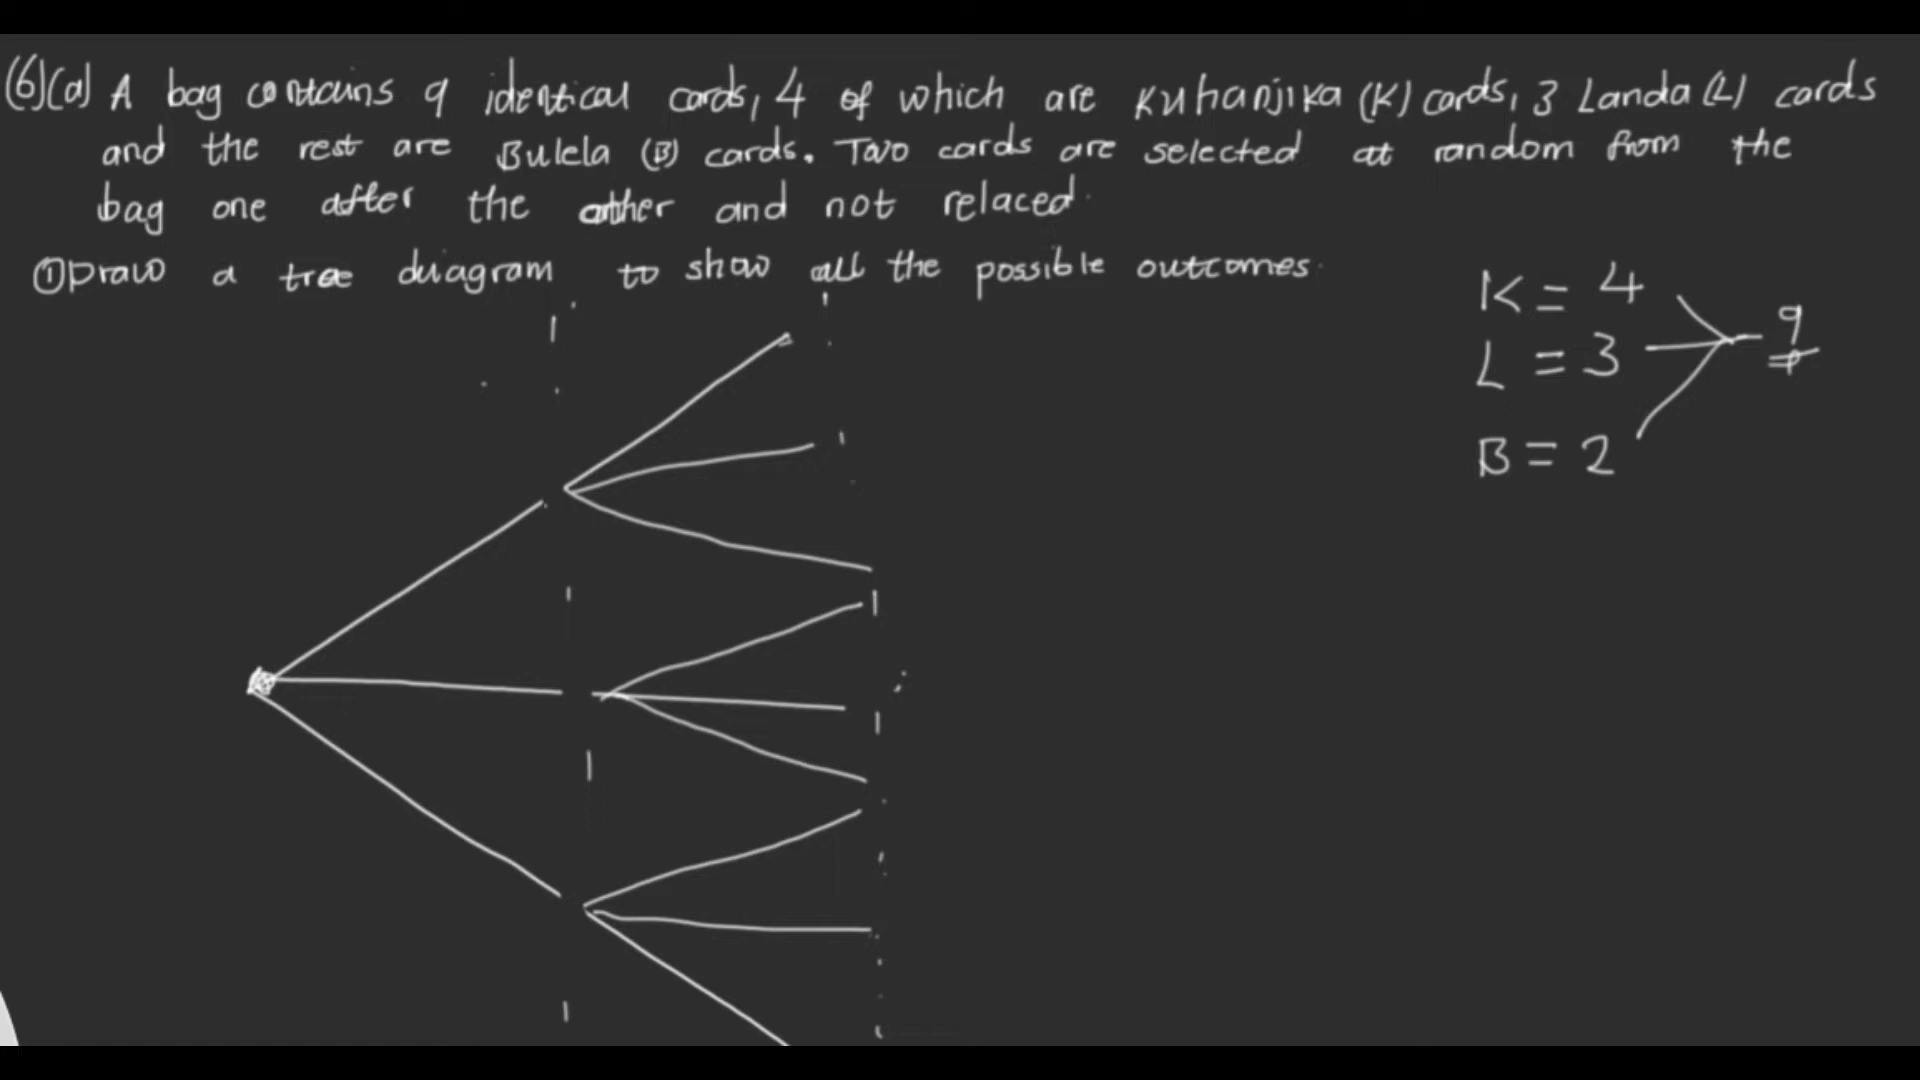 (6)(a) A bag contains 9 identical cards, 4 of which are Kuhanjika (K) cards, 3 Landa (L) cards
and the rest are Bulela (B) cards. Two cards are selected at random from the
bag one after the other and not relaced.
① Draw a tree diagram to show all the possible outcomes.
K = 4
L = 3
9
B = 2